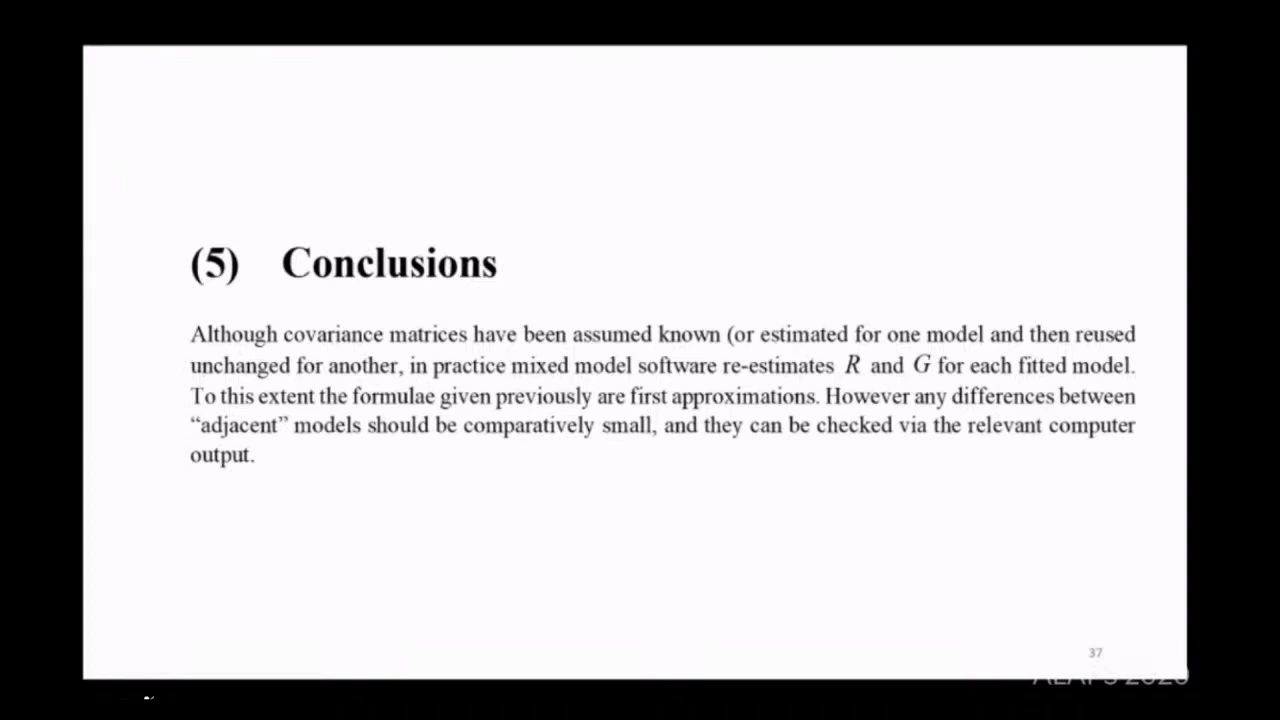 (5) Conclusions
Although covariance matrices have been assumed known (or estimated for one model and then reused
unchanged for another, in practice mixed model software re-estimates R and G for each fitted model.
To this extent the formulae given previously are first approximations. However any differences between
“adjacent” models should be comparatively small, and they can be checked via the relevant computer
output.
37